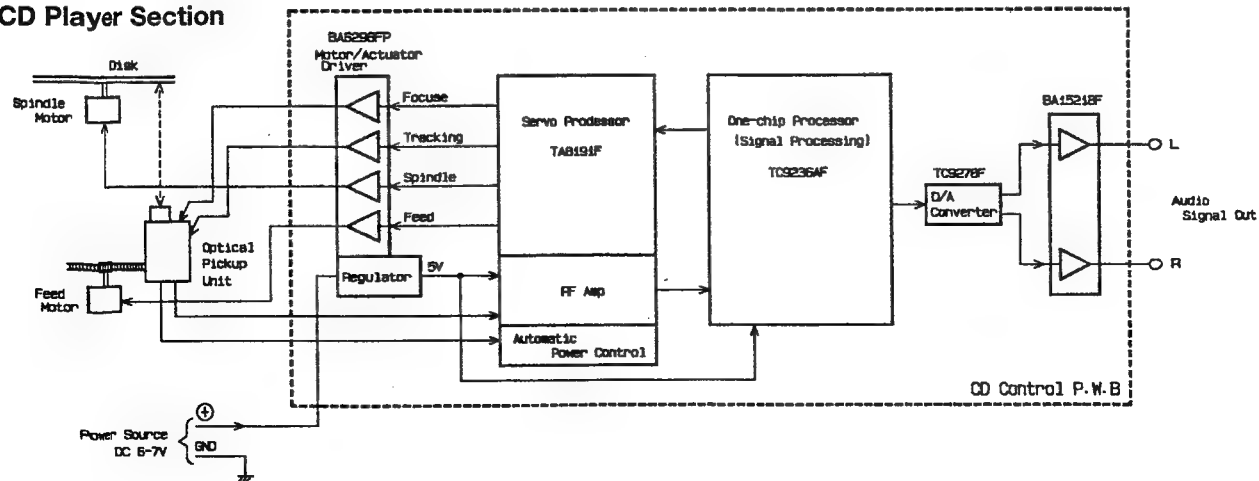 CD Player Section
BA6298FP
Motor/Actuator
Driver
Disk
Spindle
Motor
Focuse
Tracking
Spindle
Feed
Servo Prodessor
TA8191F
One-chip Processor
(Signal Processing)
TC9236AF
BA15218F
TC9278F
D/A
Converter
L
R
Audio
Signal Out
Optical
Pickup
Unit
Feed
Motor
Regulator
5V
RF Amp
Automatic
Power Control
CD Control P.W.B
Power Source
DC 6-7V
+
GND